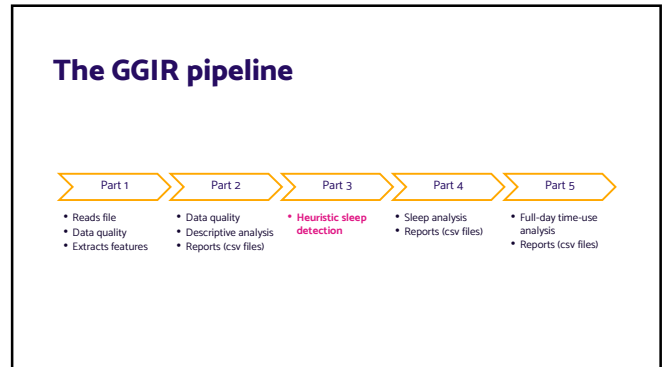 The GGIR pipeline
Part 1
• Reads file
• Data quality
• Extracts features
Part 2
• Data quality
• Descriptive analysis
• Reports (csv files)
Part 3
• Heuristic sleep
detection
Part 4
• Sleep analysis
• Reports (csv files)
Part 5
• Full-day time-use
analysis
• Reports (csv files)